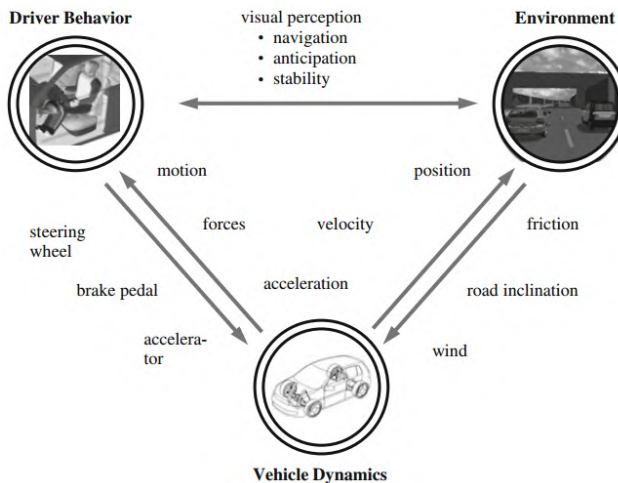 Driver Behavior
visual perception
• navigation
• anticipation
• stability
Environment
motion
position
steering
wheel
forces
velocity
friction
brake pedal
acceleration
road inclination
accelera-
tor
wind
Vehicle Dynamics